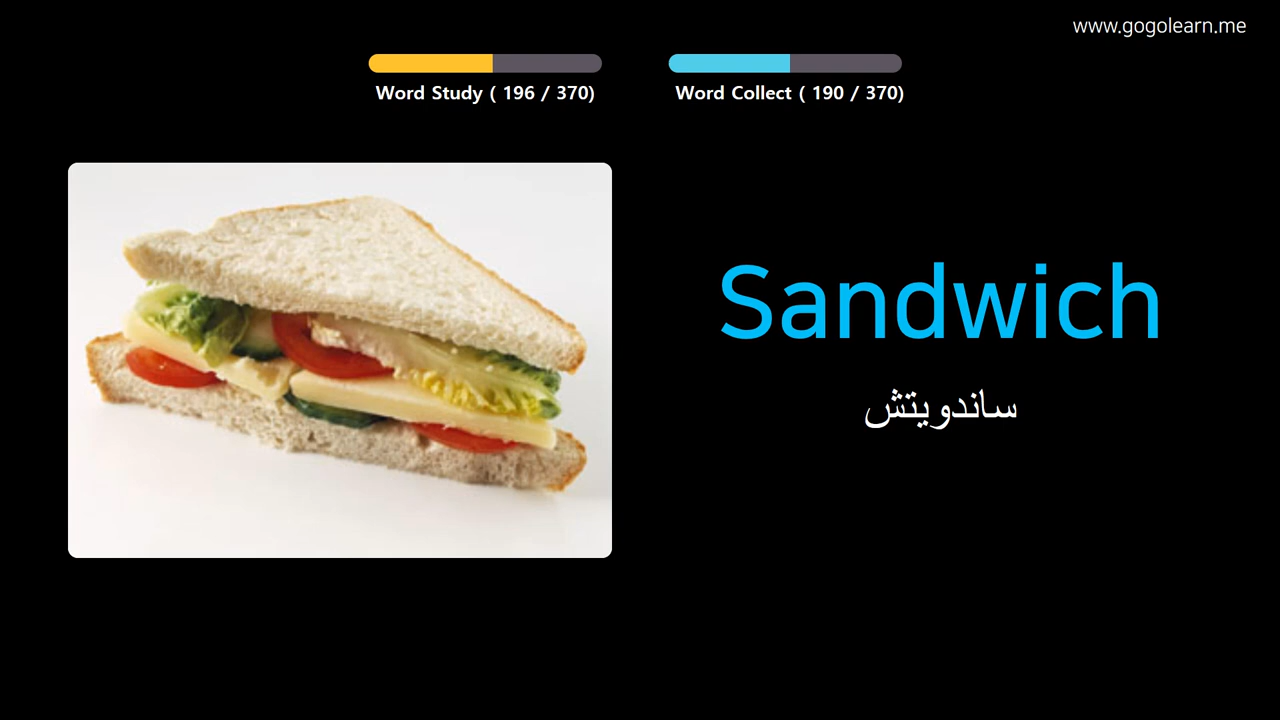 www.gogolearn.me
Word Study ( 196 / 370)
Word Collect ( 190 / 370)
Sandwich
ساندويتش